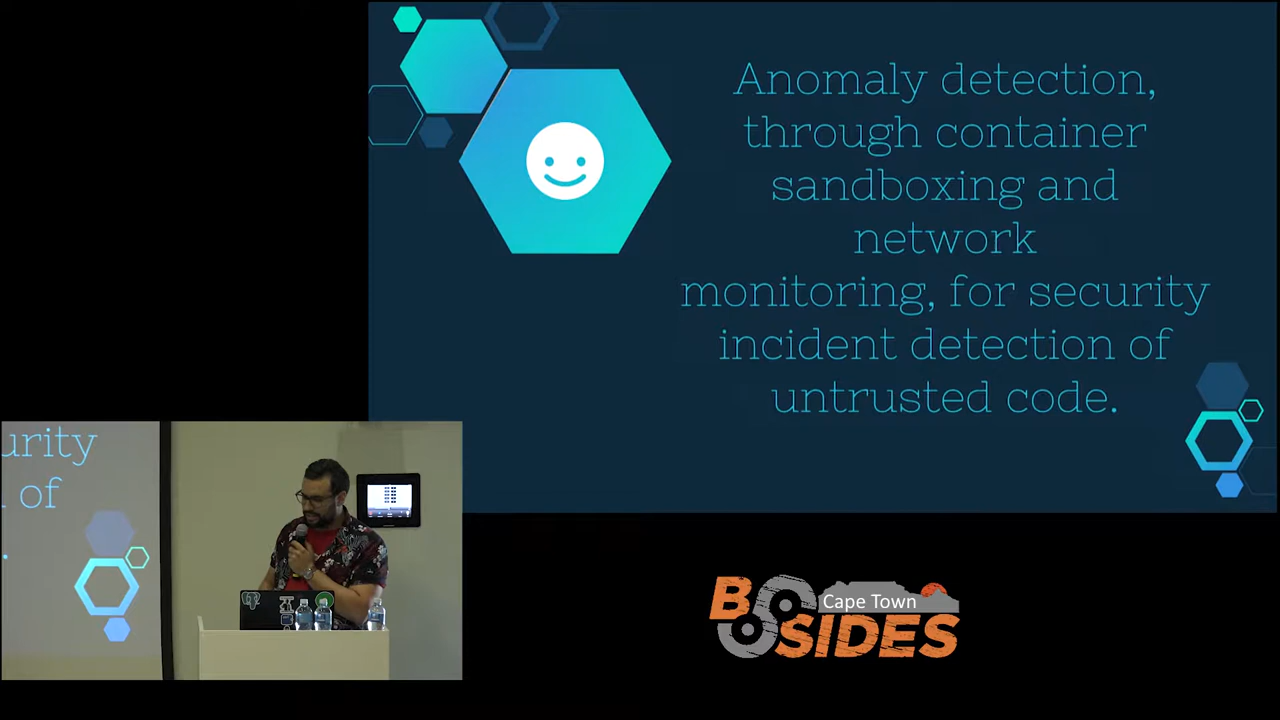 Anomaly detection,
through container
sandboxing and
network
monitoring, for security
incident detection of
untrusted code.
urity
of
.
B SIDES
Cape Town